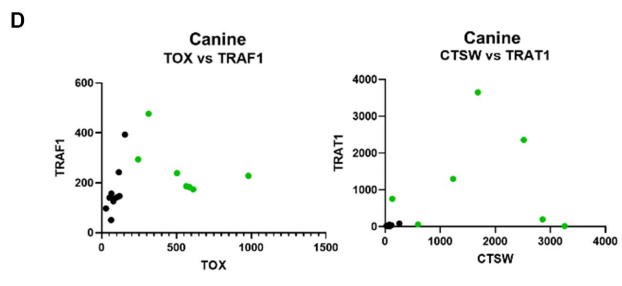 D
Canine
TOX vs TRAF1
600
400
200
0
TRAF1
0 500 1000 1500
TOX
Canine
CTSW vs TRAT1
4000
3000
2000
1000
0
TRAT1
0 1000 2000 3000 4000
CTSW